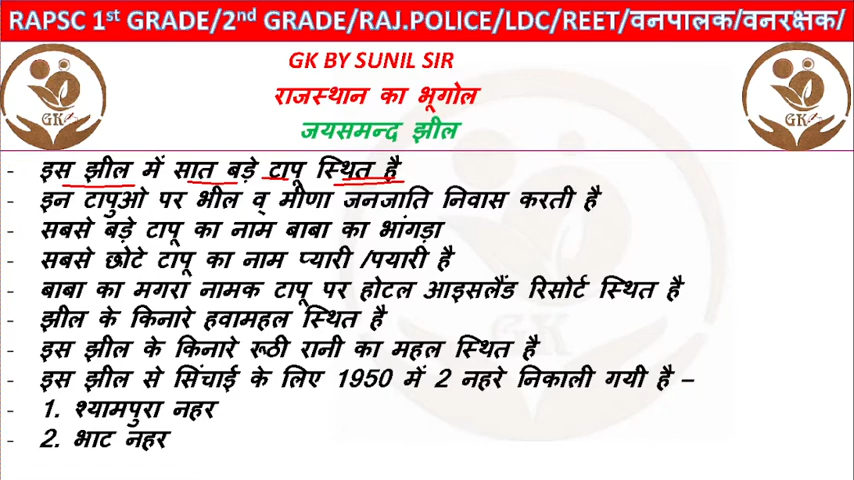 RAPSC 1st GRADE/2nd GRADE/RAJ.POLICE/LDC/REET/वनपालक/वनरक्षक/
GK BY SUNIL SIR
राजस्थान का भूगोल
जयसमन्द झील
GK
GK
- इस झील में सात बड़े टापू स्थित है
- इन टापुओ पर भील व् मीणा जनजाति निवास करती है
- सबसे बड़े टापू का नाम बाबा का भांगड़ा
- सबसे छोटे टापू का नाम प्यारी /पयारी है
- बाबा का मगरा नामक टापू पर होटल आइसलैंड रिसोर्ट स्थित है
- झील के किनारे हवामहल स्थित है
- इस झील के किनारे रूठी रानी का महल स्थित है
- इस झील से सिंचाई के लिए 1950 में 2 नहरे निकाली गयी है –
- 1. श्यामपुरा नहर
- 2. भाट नहर